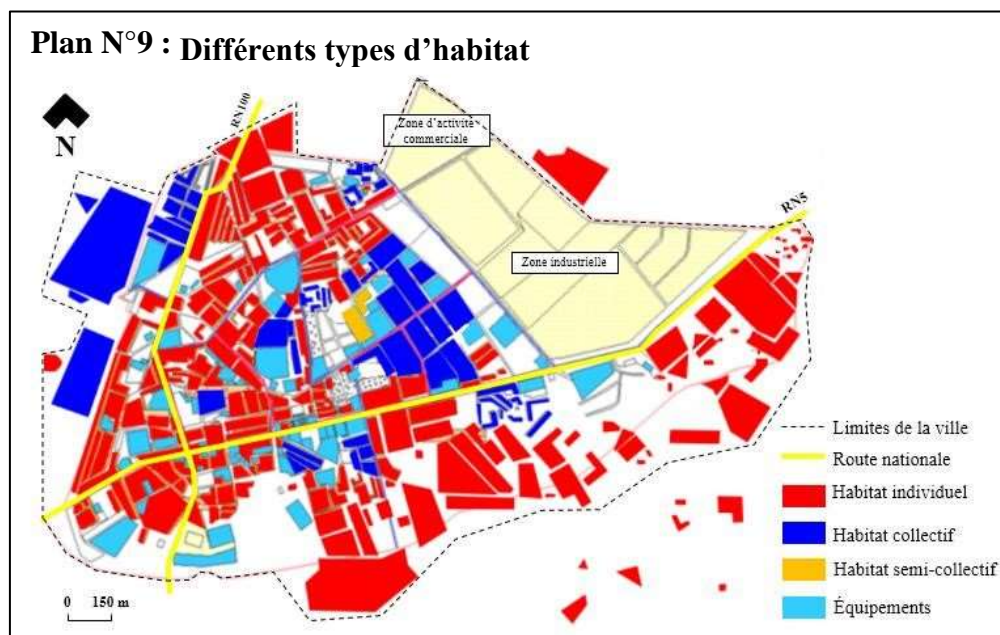 Plan N°9 : Différents types d’habitat
RN100
Zone d’activité
commerciale
N
RN5
Zone industrielle
Limites de la ville
Route nationale
Habitat individuel
Habitat collectif
Habitat semi-collectif
Équipements
0 150 m